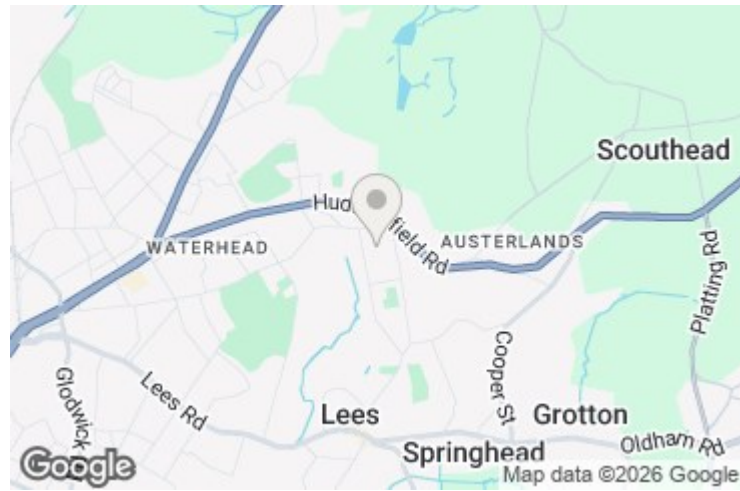 Scouthead
Hud
field Rd
WATERHEAD
AUSTERLANDS
Platting Rd
Cooper St
Glodwick
Lees Rd
Lees
Grotton
Springhead
Oldham Rd
Google
Map data ©2026 Google